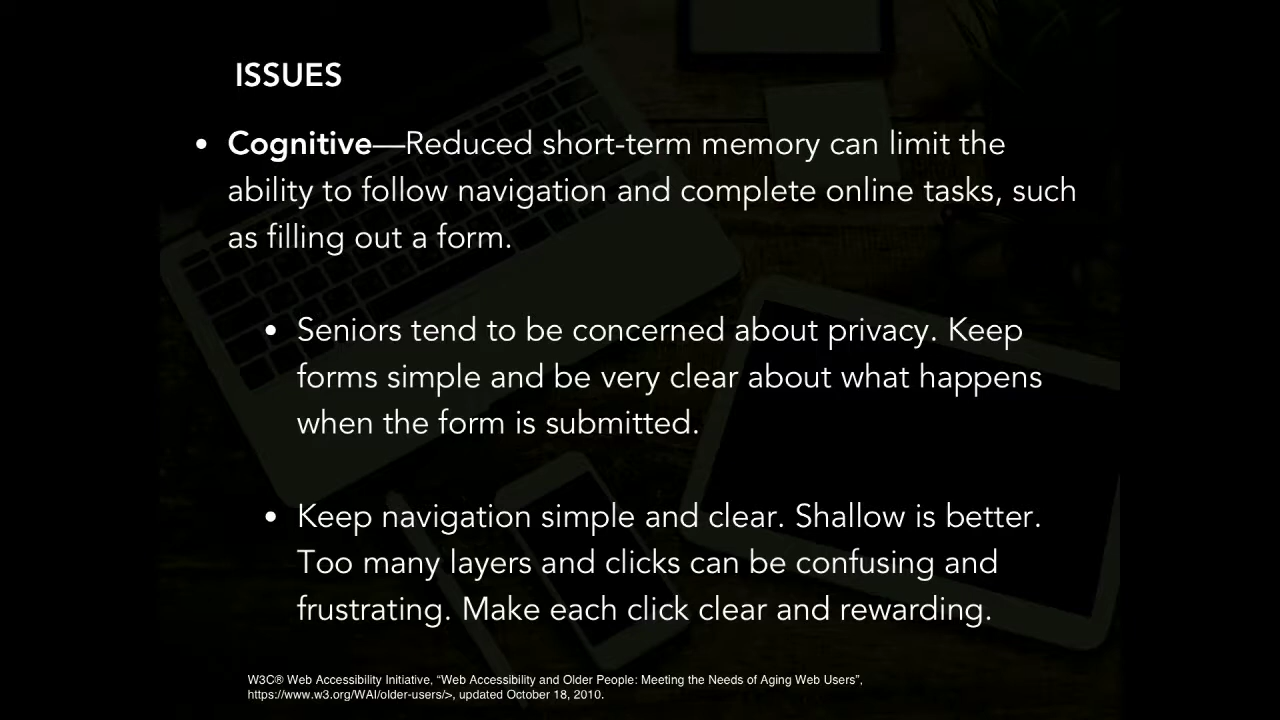 ISSUES
• Cognitive—Reduced short-term memory can limit the
ability to follow navigation and complete online tasks, such
as filling out a form.
• Seniors tend to be concerned about privacy. Keep
forms simple and be very clear about what happens
when the form is submitted.
• Keep navigation simple and clear. Shallow is better.
Too many layers and clicks can be confusing and
frustrating. Make each click clear and rewarding.
W3C® Web Accessibility Initiative, “Web Accessibility and Older People: Meeting the Needs of Aging Web Users”,
https://www.w3.org/WAI/older-users/>, updated October 18, 2010.